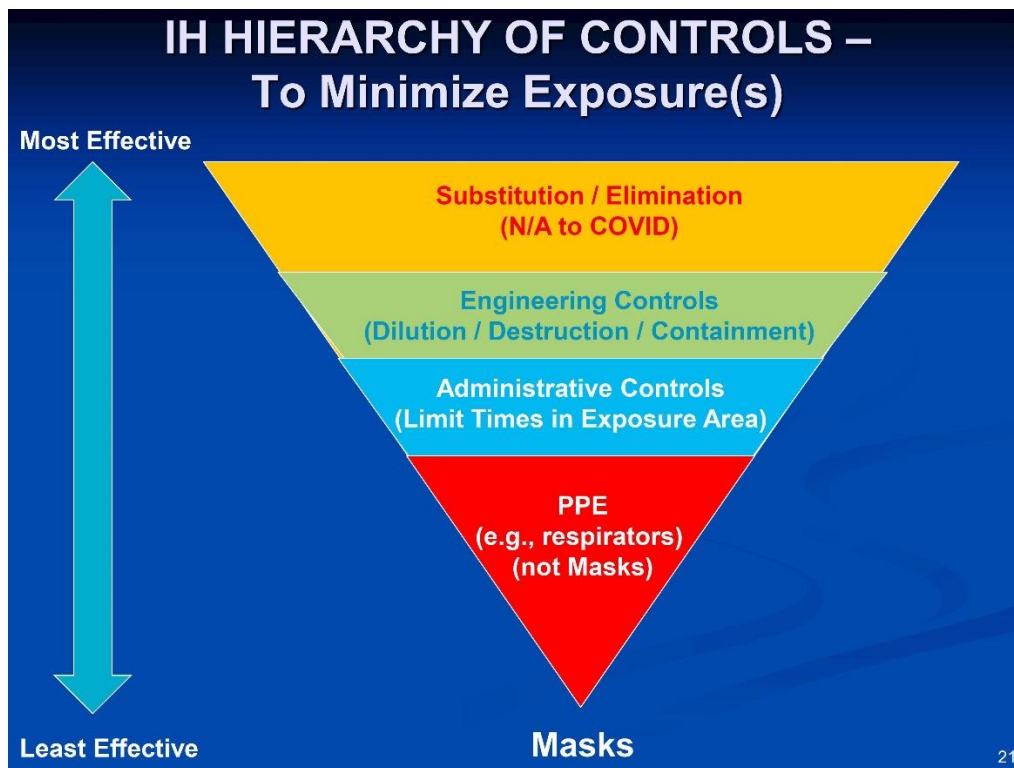 IH HIERARCHY OF CONTROLS –
To Minimize Exposure(s)
Most Effective
Substitution / Elimination
(N/A to COVID)
Engineering Controls
(Dilution / Destruction / Containment)
Administrative Controls
(Limit Times in Exposure Area)
PPE
(e.g., respirators)
(not Masks)
Least Effective
Masks
21